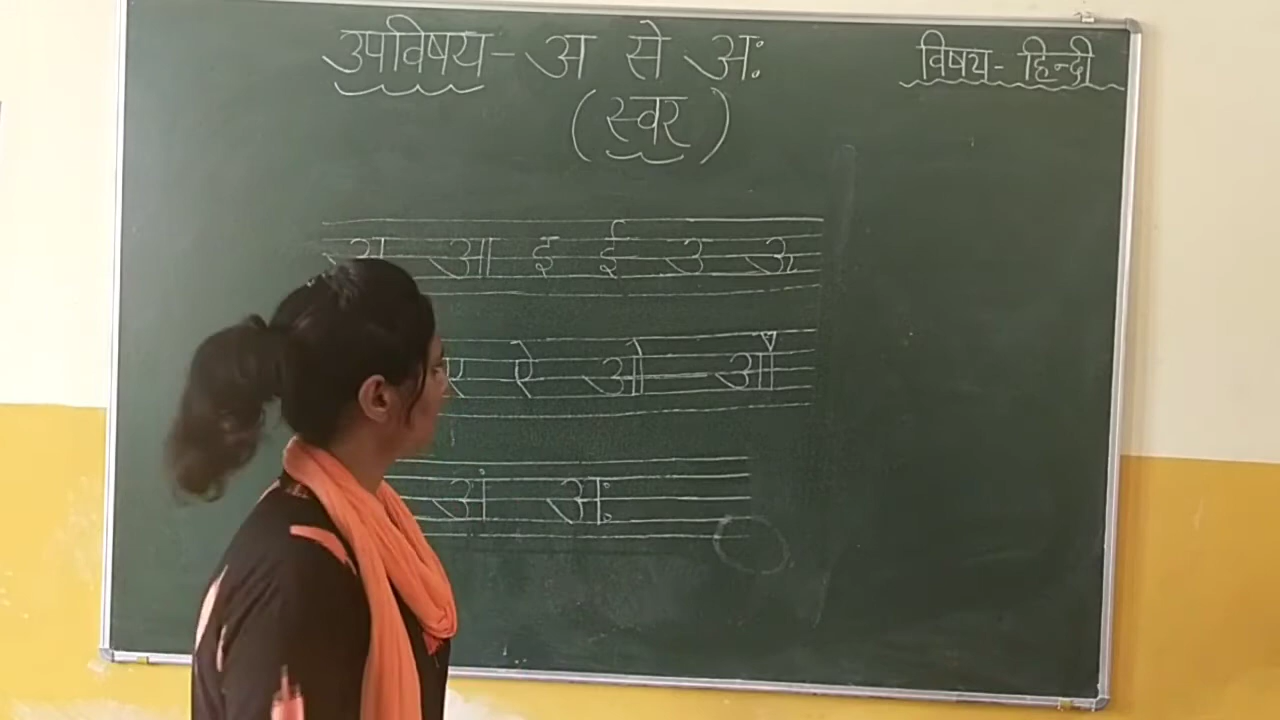 उपविषय - अ से अः
विषय - हिन्दी
(स्वर)
अ आ इ ई उ ऊ
ए ऐ ओ औ
अं अः